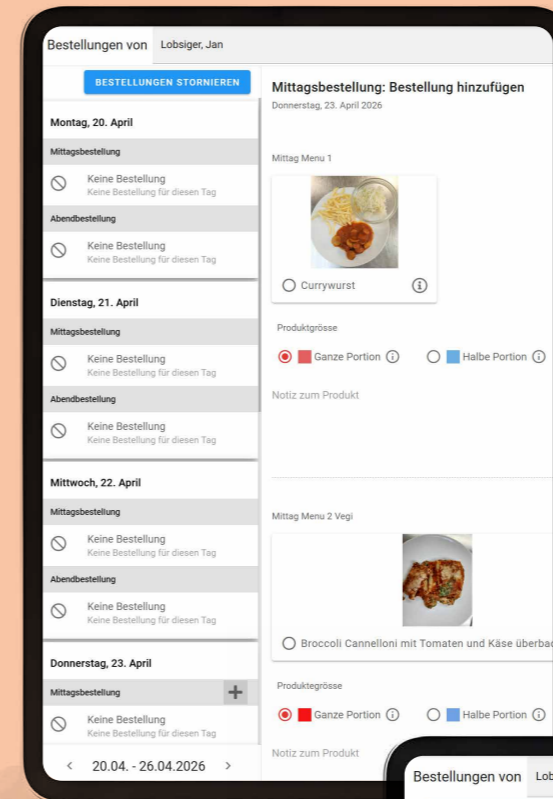 Bestellungen von Lobsiger, Jan
BESTELLUNGEN STORNIEREN
Montag, 20. April
Mittagsbestellung
Keine Bestellung
Keine Bestellung für diesen Tag
Abendbestellung
Keine Bestellung
Keine Bestellung für diesen Tag
Dienstag, 21. April
Mittagsbestellung
Keine Bestellung
Keine Bestellung für diesen Tag
Abendbestellung
Keine Bestellung
Keine Bestellung für diesen Tag
Mittwoch, 22. April
Mittagsbestellung
Keine Bestellung
Keine Bestellung für diesen Tag
Abendbestellung
Keine Bestellung
Keine Bestellung für diesen Tag
Donnerstag, 23. April
Mittagsbestellung
Keine Bestellung
Keine Bestellung für diesen Tag
20.04. - 26.04.2026
Mittagsbestellung: Bestellung hinzufügen
Donnerstag, 23. April 2026
Mittag Menu 1
Currywurst
Produktgrösse
Ganze Portion Halbe Portion
Notiz zum Produkt
Mittag Menu 2 Vegi
Broccoli Cannelloni mit Tomaten und Käse überbac
Produktegrösse
Ganze Portion Halbe Portion
Notiz zum Produkt
Bestellungen von Lob